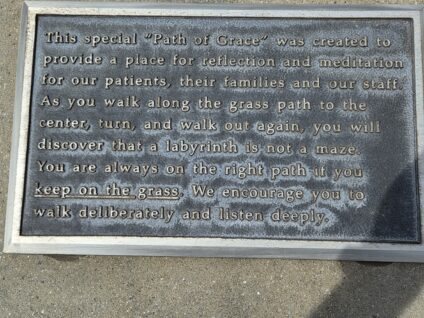 This special "Path of Grace" was created to
provide a place for reflection and meditation
for our patients, their families and our staff.
As you walk along the grass path to the
center, turn, and walk out again, you will
discover that a labyrinth is not a maze.
You are always on the right path if you
keep on the grass. We encourage you to
walk deliberately and listen deeply.